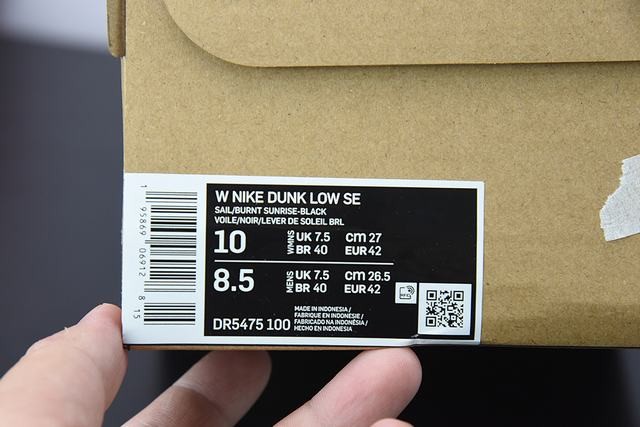 W NIKE DUNK LOW SE
SAIL/BURNT SUNRISE-BLACK
VOILE/NOIR/LEVER DE SOLEIL BRL
10 WMNS UK 7.5 cm 27
BR 40 EUR 42
8.5 MENS UK 7.5 cm 26.5
BR 40 EUR 42
DR5475 100
MADE IN INDONESIA/
FABRIQUE EN INDONESIE/
FABRICADO NA INDONÉSIA/
HECHO EN INDONESIA
1 95869 06912 8 15